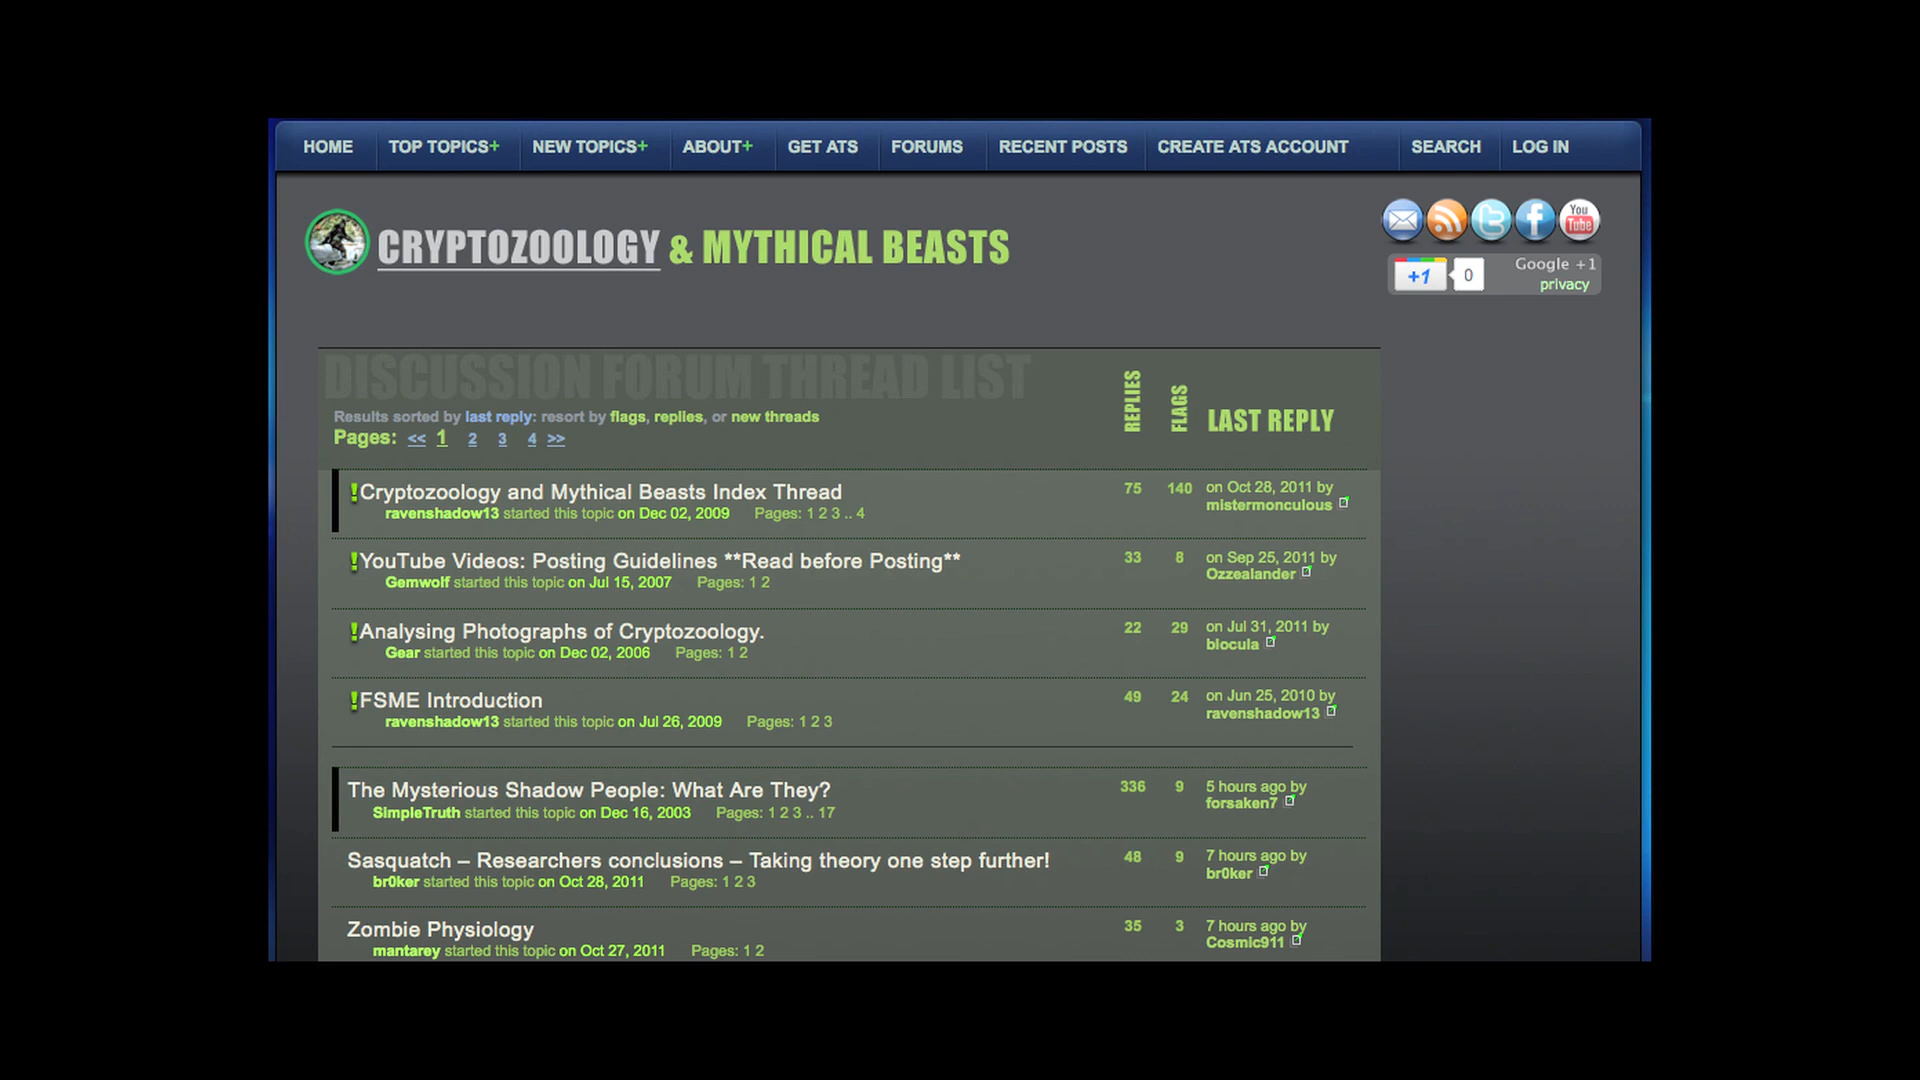 HOME TOP TOPICS+ NEW TOPICS+ ABOUT+ GET ATS FORUMS RECENT POSTS CREATE ATS ACCOUNT SEARCH LOG IN
CRYPTOZOOLOGY & MYTHICAL BEASTS
You
Tube
+1 0 Google +1
privacy
DISCUSSION FORUM THREAD LIST
REPLIES FLAGS LAST REPLY
Results sorted by last reply: resort by flags, replies, or new threads
Pages: << 1 2 3 4 >>
!Cryptozoology and Mythical Beasts Index Thread 75 140 on Oct 28, 2011 by
ravenshadow13 started this topic on Dec 02, 2009 Pages: 1 2 3 .. 4 mistermonculous
!YouTube Videos: Posting Guidelines **Read before Posting** 33 8 on Sep 25, 2011 by
Gemwolf started this topic on Jul 15, 2007 Pages: 1 2 Ozzealander
!Analysing Photographs of Cryptozoology. 22 29 on Jul 31, 2011 by
Gear started this topic on Dec 02, 2006 Pages: 1 2 blocula
!FSME Introduction 49 24 on Jun 25, 2010 by
ravenshadow13 started this topic on Jul 26, 2009 Pages: 1 2 3 ravenshadow13
The Mysterious Shadow People: What Are They? 336 9 5 hours ago by
SimpleTruth started this topic on Dec 16, 2003 Pages: 1 2 3 .. 17 forsaken7
Sasquatch – Researchers conclusions – Taking theory one step further! 48 9 7 hours ago by
br0ker started this topic on Oct 28, 2011 Pages: 1 2 3 br0ker
Zombie Physiology 35 3 7 hours ago by
mantarey started this topic on Oct 27, 2011 Pages: 1 2 Cosmic911